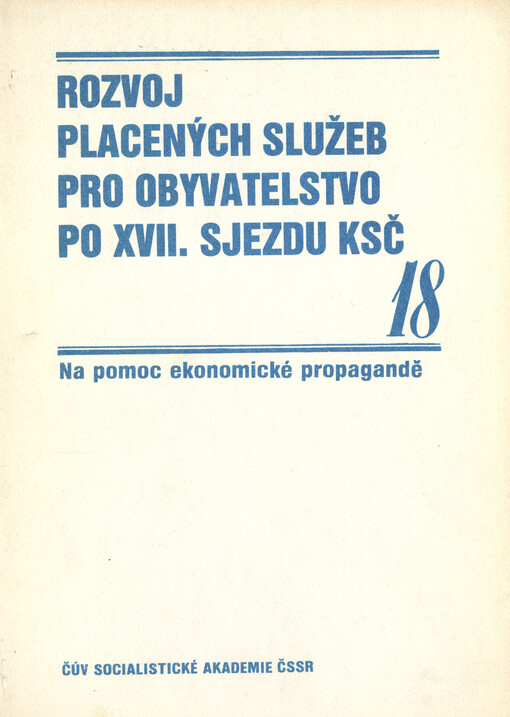 ROZVOJ
PLACENÝCH SLUŽEB
PRO OBYVATELSTVO
PO XVII. SJEZDU KSČ
18
Na pomoc ekonomické propagandě
ČÚV SOCIALISTICKÉ AKADEMIE ČSSR